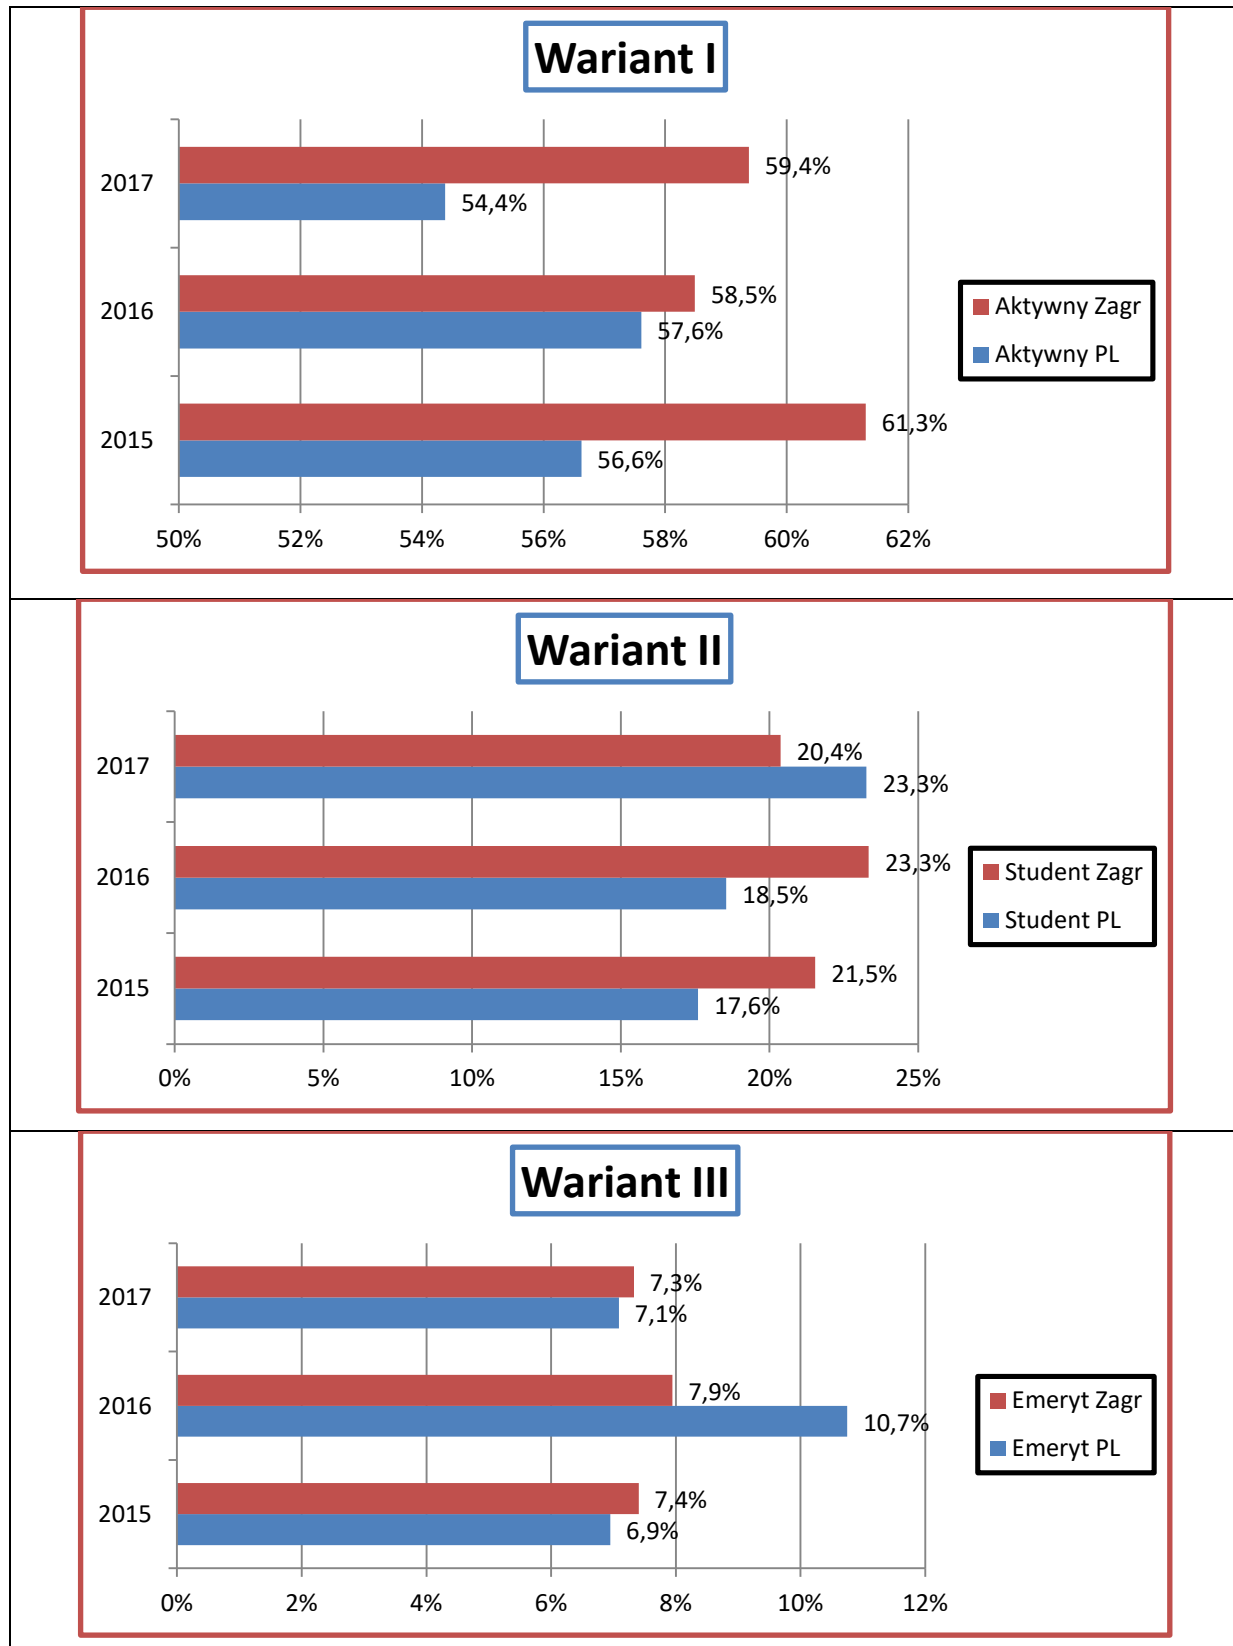 Wariant I
2017
59,4%
54,4%
2016
58,5%
57,6%
2015
61,3%
56,6%
50% 52% 54% 56% 58% 60% 62%
Aktywny Zagr
Aktywny PL
Wariant II
2017
20,4%
23,3%
2016
23,3%
18,5%
2015
21,5%
17,6%
0% 5% 10% 15% 20% 25%
Student Zagr
Student PL
Wariant III
2017
7,3%
7,1%
2016
7,9%
10,7%
2015
7,4%
6,9%
0% 2% 4% 6% 8% 10% 12%
Emeryt Zagr
Emeryt PL